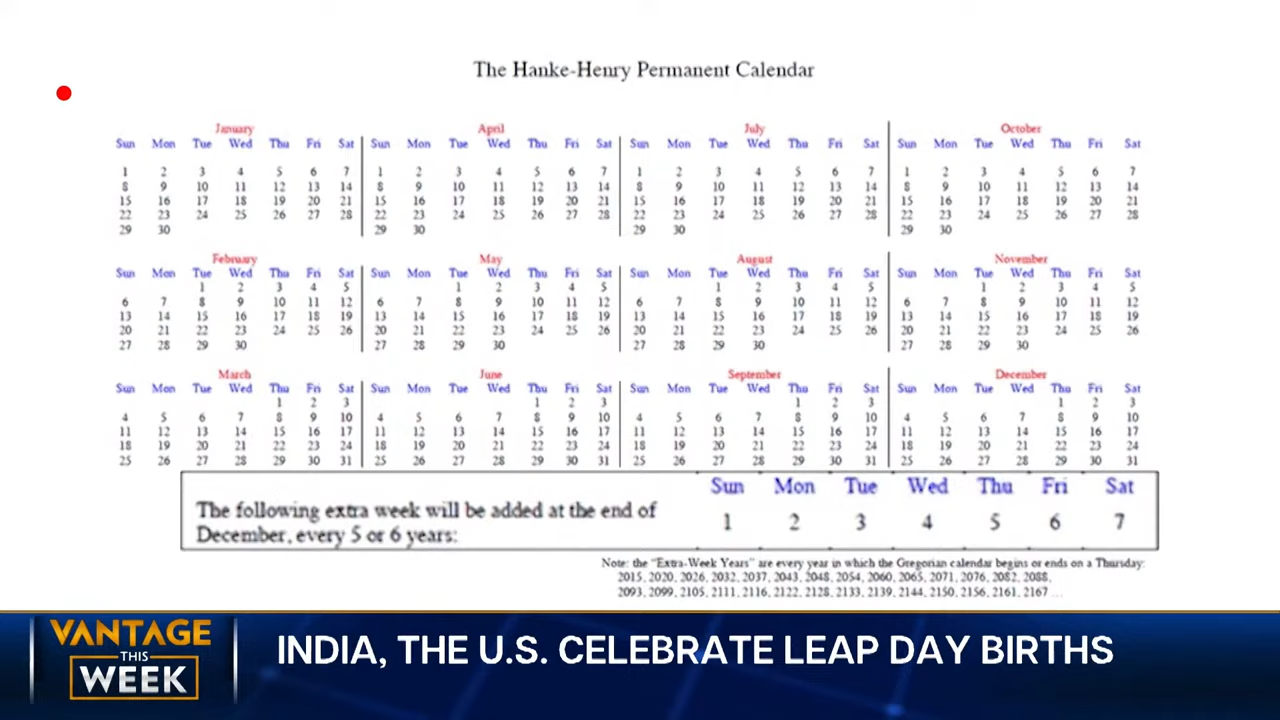 The Hanke-Henry Permanent Calendar
January April July October
Sun Mon Tue Wed Thu Fri Sat Sun Mon Tue Wed Thu Fri Sat Sun Mon Tue Wed Thu Fri Sat Sun Mon Tue Wed Thu Fri Sat
1 2 3 4 5 6 7 1 2 3 4 5 6 7 1 2 3 4 5 6 7 1 2 3 4 5 6 7
8 9 10 11 12 13 14 8 9 10 11 12 13 14 8 9 10 11 12 13 14 8 9 10 11 12 13 14
15 16 17 18 19 20 21 15 16 17 18 19 20 21 15 16 17 18 19 20 21 15 16 17 18 19 20 21
22 23 24 25 26 27 28 22 23 24 25 26 27 28 22 23 24 25 26 27 28 22 23 24 25 26 27 28
29 30 29 30 29 30 29 30
February May August November
Sun Mon Tue Wed Thu Fri Sat Sun Mon Tue Wed Thu Fri Sat Sun Mon Tue Wed Thu Fri Sat Sun Mon Tue Wed Thu Fri Sat
1 2 3 4 5 1 2 3 4 5 1 2 3 4 5 1 2 3 4 5
6 7 8 9 10 11 12 6 7 8 9 10 11 12 6 7 8 9 10 11 12 6 7 8 9 10 11 12
13 14 15 16 17 18 19 13 14 15 16 17 18 19 13 14 15 16 17 18 19 13 14 15 16 17 18 19
20 21 22 23 24 25 26 20 21 22 23 24 25 26 20 21 22 23 24 25 26 20 21 22 23 24 25 26
27 28 29 30 27 28 29 30 27 28 29 30 27 28 29 30
March June September December
Sun Mon Tue Wed Thu Fri Sat Sun Mon Tue Wed Thu Fri Sat Sun Mon Tue Wed Thu Fri Sat Sun Mon Tue Wed Thu Fri Sat
1 2 3 1 2 3 1 2 3 1 2 3
4 5 6 7 8 9 10 4 5 6 7 8 9 10 4 5 6 7 8 9 10 4 5 6 7 8 9 10
11 12 13 14 15 16 17 11 12 13 14 15 16 17 11 12 13 14 15 16 17 11 12 13 14 15 16 17
18 19 20 21 22 23 24 18 19 20 21 22 23 24 18 19 20 21 22 23 24 18 19 20 21 22 23 24
25 26 27 28 29 30 31 25 26 27 28 29 30 31 25 26 27 28 29 30 31 25 26 27 28 29 30 31
The following extra week will be added at the end of
December, every 5 or 6 years:
Sun Mon Tue Wed Thu Fri Sat
1 2 3 4 5 6 7
Note: the "Extra-Week Years" are every year in which the Gregorian calendar begins or ends on a Thursday:
2015, 2020, 2026, 2032, 2037, 2043, 2048, 2054, 2060, 2065, 2071, 2076, 2082, 2088,
2093, 2099, 2105, 2111, 2116, 2122, 2128, 2133, 2139, 2144, 2150, 2156, 2161, 2167 ...
VANTAGE
THIS
WEEK
INDIA, THE U.S. CELEBRATE LEAP DAY BIRTHS